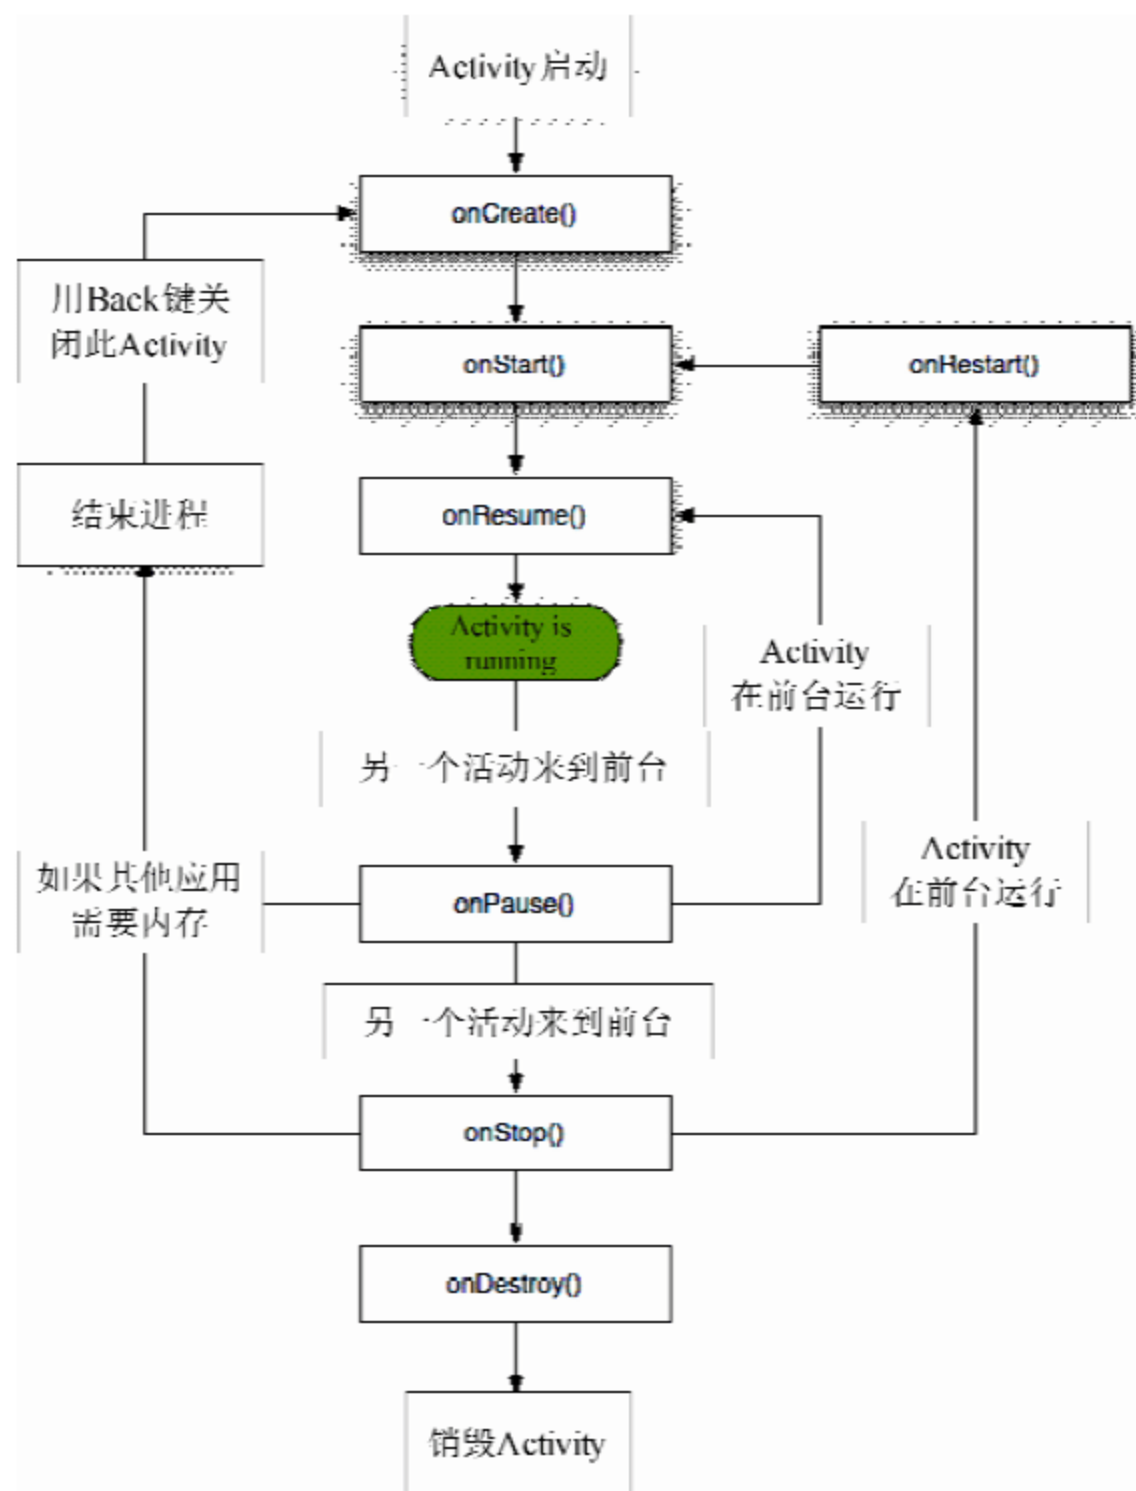 Activity启动
onCreate()
用Back键关
闭此Activity
onStart()
onRestart()
结束进程
onResume()
Activity is
running
Activity
在前台运行
另一个活动来到前台
Activity
在前台运行
如果其他应用
需要内存
onPause()
另一个活动来到前台
onStop()
onDestroy()
销毁Activity